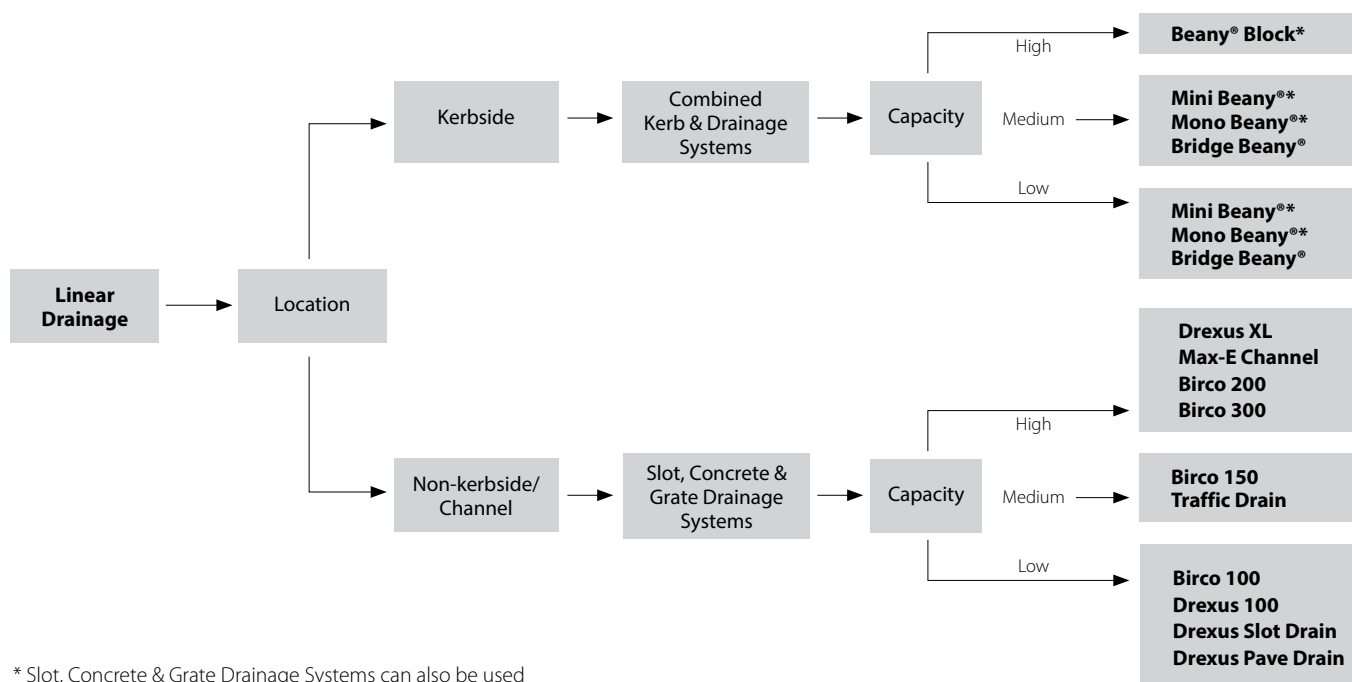 Linear
Drainage
Location
Kerbside
Combined
Kerb & Drainage
Systems
Capacity
High
Beany® Block*
Medium
Mini Beany®*
Mono Beany®*
Bridge Beany®
Low
Mini Beany®*
Mono Beany®*
Bridge Beany®
Non-kerbside/
Channel
Slot, Concrete &
Grate Drainage
Systems
Capacity
High
Drexus XL
Max-E Channel
Birco 200
Birco 300
Medium
Birco 150
Traffic Drain
Low
Birco 100
Drexus 100
Drexus Slot Drain
Drexus Pave Drain
* Slot, Concrete & Grate Drainage Systems can also be used